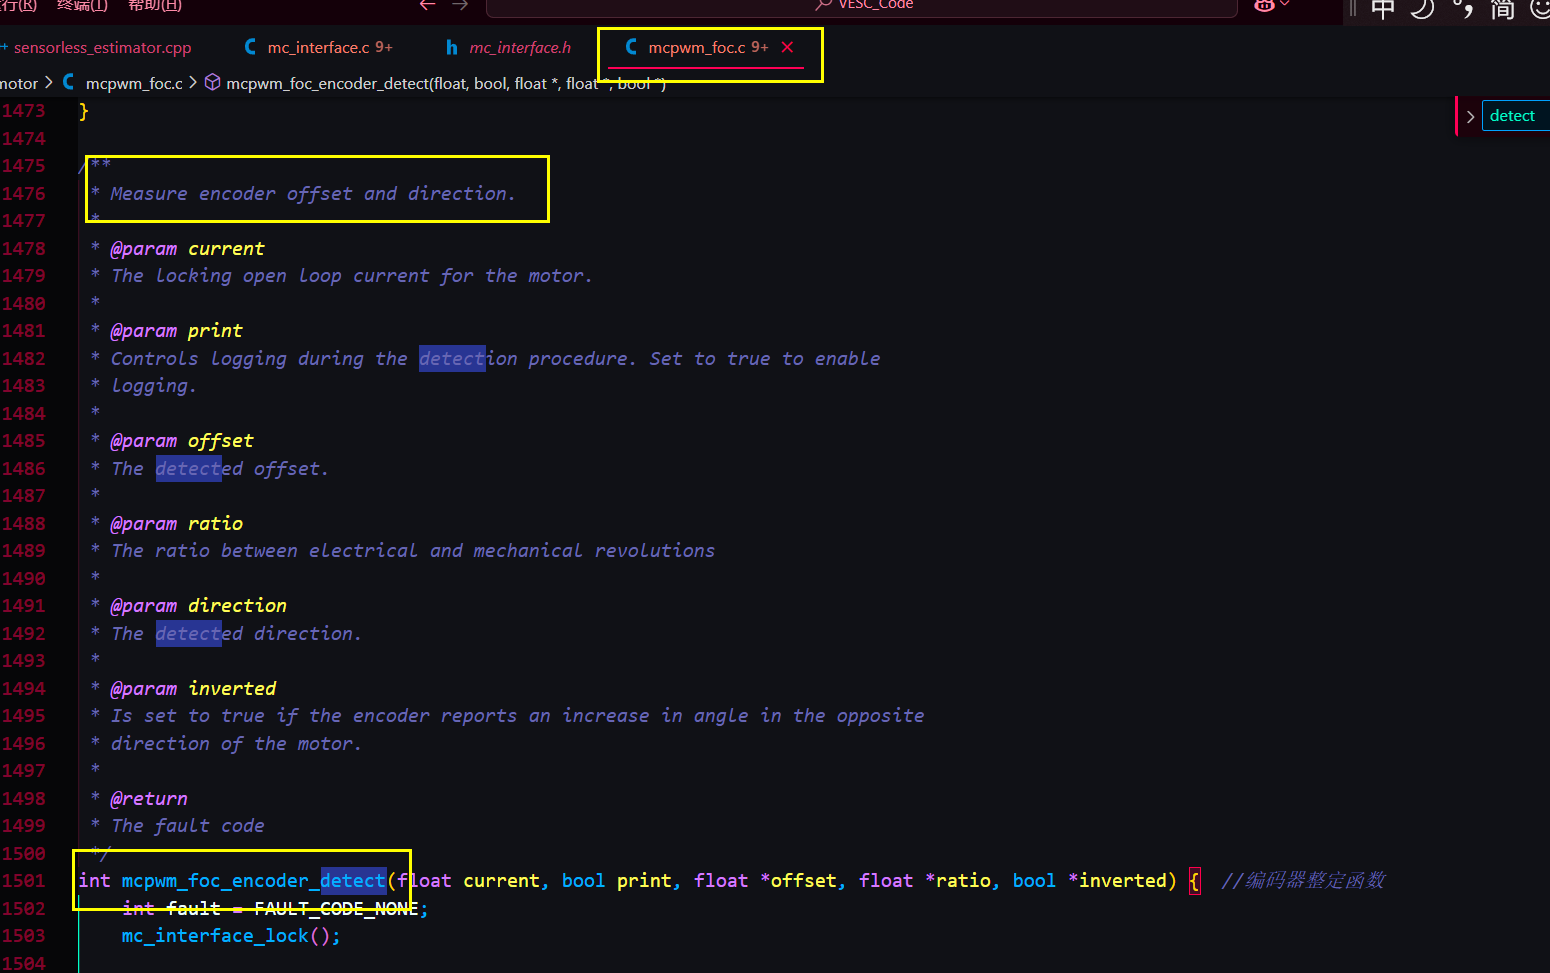 行(R) 终端(T) 帮助(H) VESC_Code 中 简
sensorless_estimator.cpp C mc_interface.c 9+ h mc_interface.h C mcpwm_foc.c 9+
motor > C mcpwm_foc.c > mcpwm_foc_encoder_detect(float, bool, float *, float *, bool *)
1473 }
detect
1474
1475 /**
1476 * Measure encoder offset and direction.
1477 *
1478 * @param current
1479 * The locking open loop current for the motor.
1480 *
1481 * @param print
1482 * Controls logging during the detection procedure. Set to true to enable
1483 * logging.
1484 *
1485 * @param offset
1486 * The detected offset.
1487 *
1488 * @param ratio
1489 * The ratio between electrical and mechanical revolutions
1490 *
1491 * @param direction
1492 * The detected direction.
1493 *
1494 * @param inverted
1495 * Is set to true if the encoder reports an increase in angle in the opposite
1496 * direction of the motor.
1497 *
1498 * @return
1499 * The fault code
1500 */
1501 int mcpwm_foc_encoder_detect(float current, bool print, float *offset, float *ratio, bool *inverted) { //编码器整定函数
1502 int fault = FAULT_CODE_NONE;
1503 mc_interface_lock();
1504